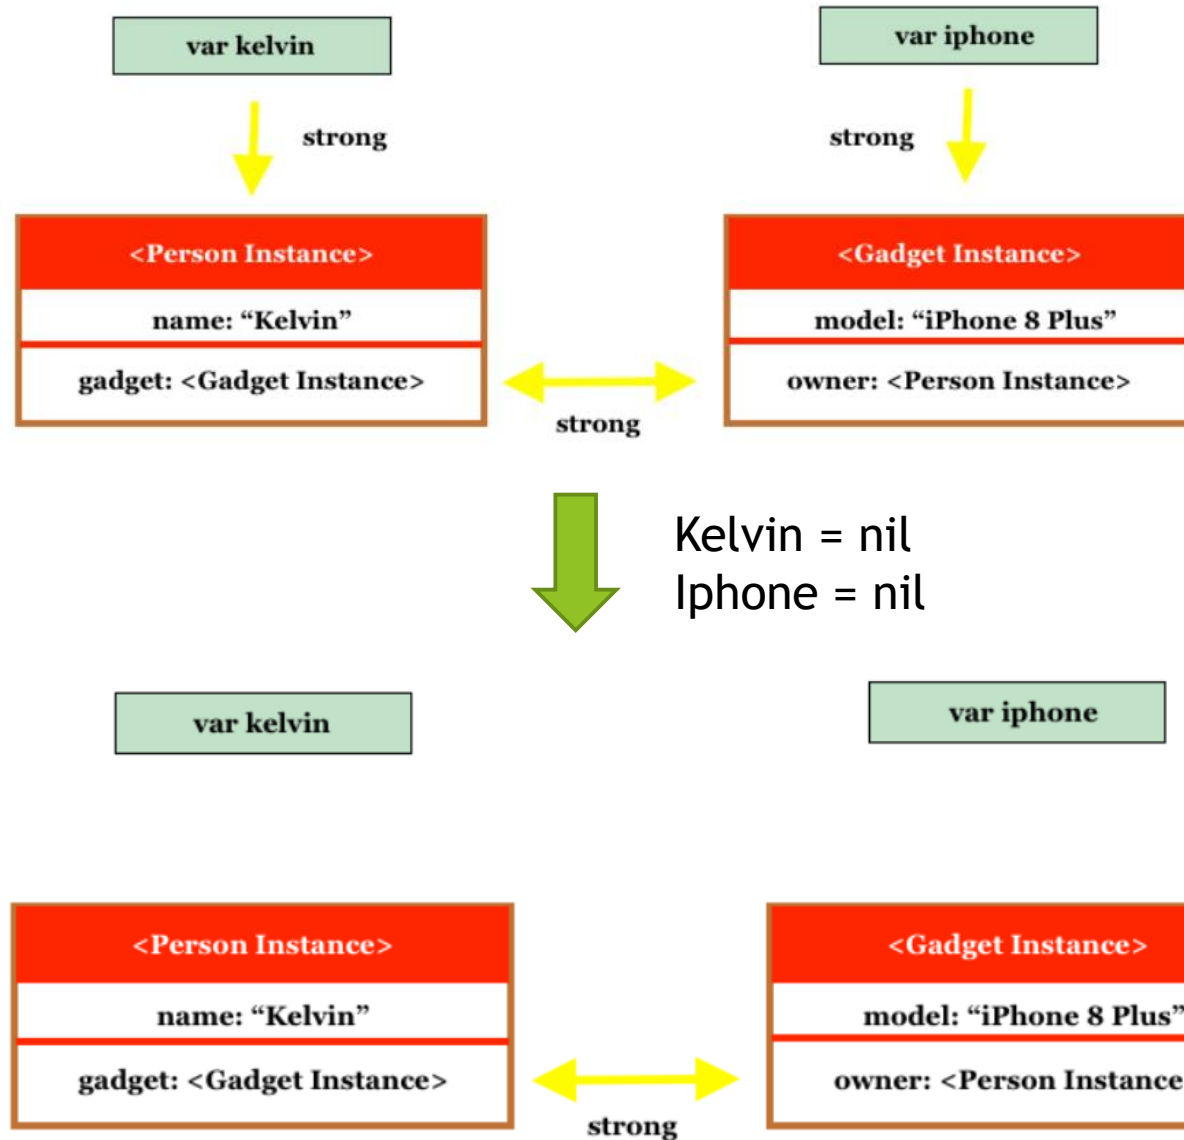 var kelvin
var iphone
strong
strong
<Person Instance>
<Gadget Instance>
name: “Kelvin”
model: “iPhone 8 Plus”
gadget: <Gadget Instance>
owner: <Person Instance>
strong
Kelvin = nil
Iphone = nil
var kelvin
var iphone
<Person Instance>
<Gadget Instance>
name: “Kelvin”
model: “iPhone 8 Plus”
gadget: <Gadget Instance>
owner: <Person Instance
strong